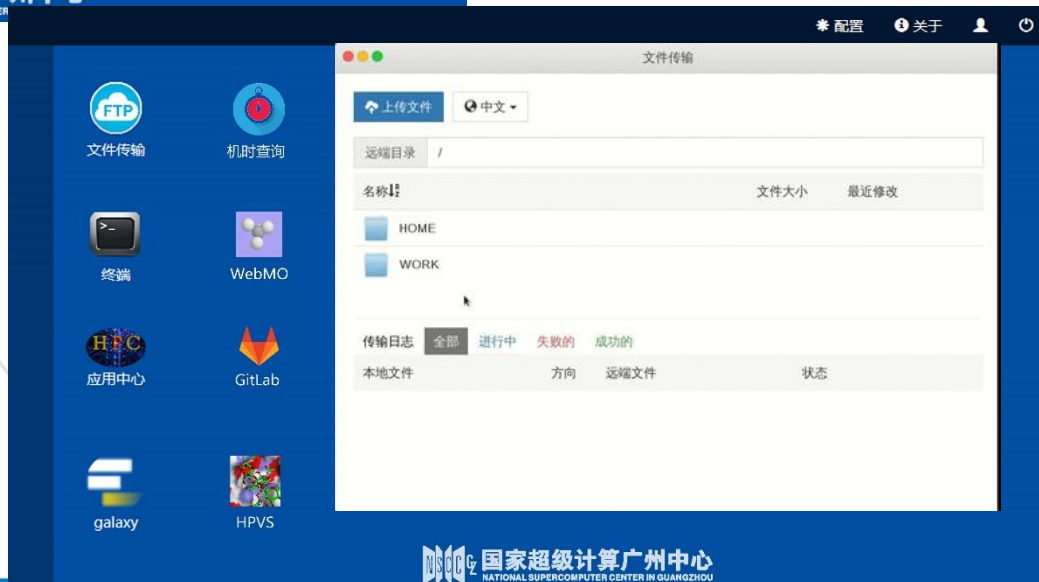 配置 关于
文件传输
FTP
文件传输
机时查询
上传文件 中文
远端目录 /
名称 文件大小 最近修改
HOME
WORK
>_
终端
WebMO
传输日志 全部 进行中 失败的 成功的
本地文件 方向 远端文件 状态
HPC
应用中心
GitLab
galaxy
HPVS
NSCCGZ 国家超级计算广州中心
NATIONAL SUPERCOMPUTER CENTER IN GUANGZHOU